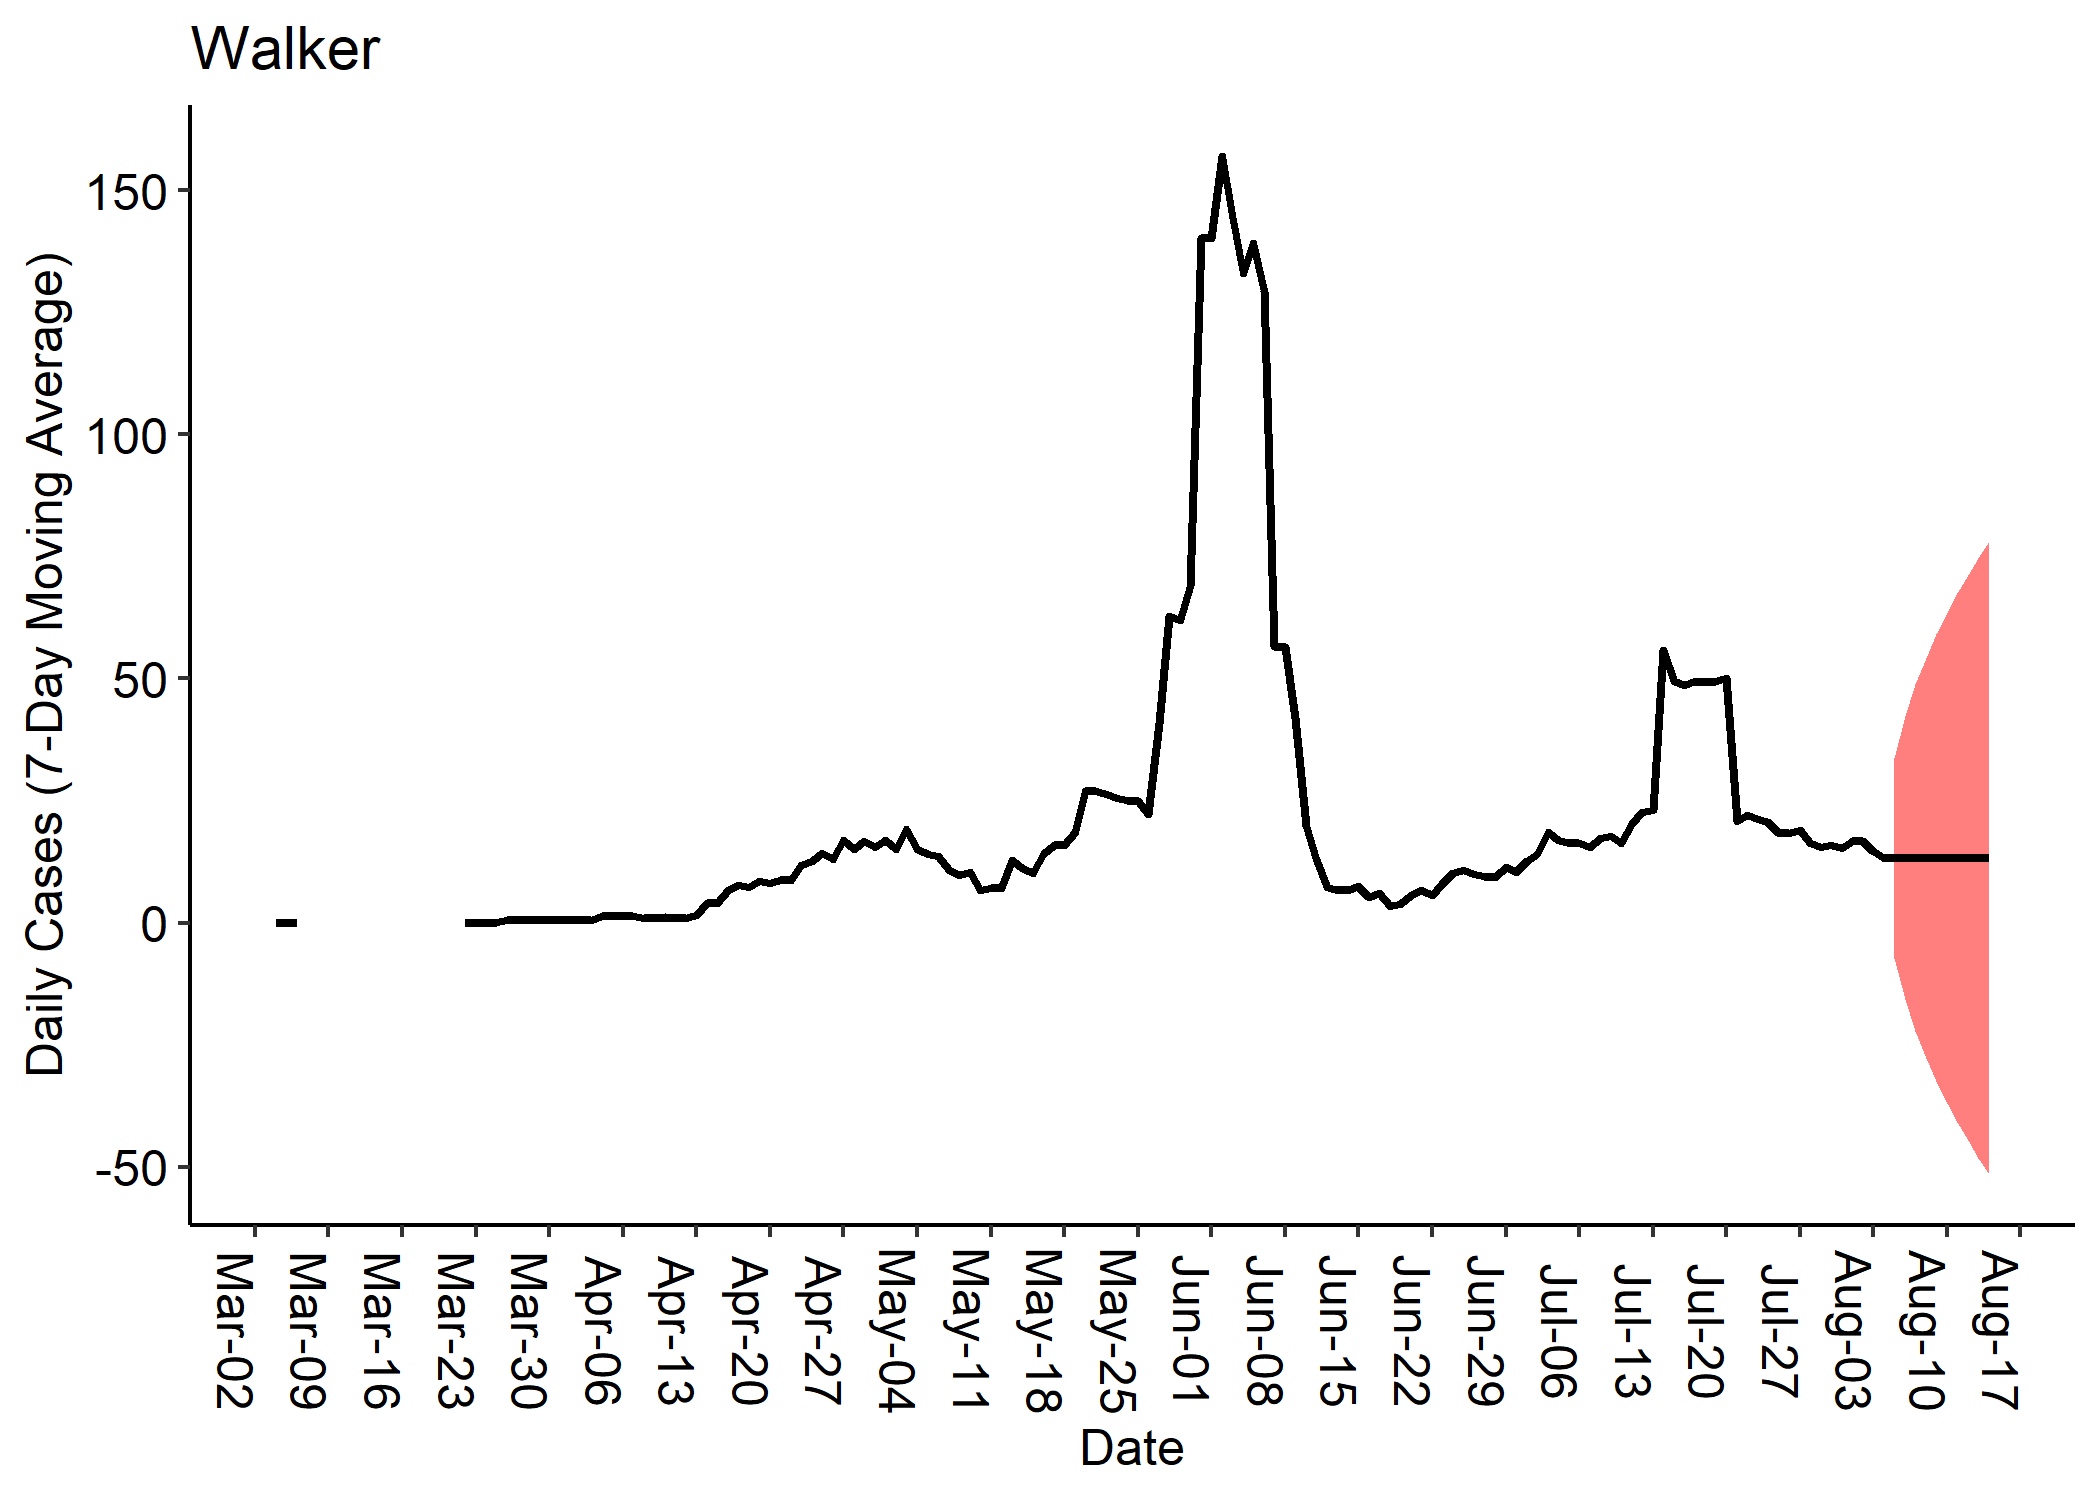 Walker
Daily Cases (7-Day Moving Average)
150
100
50
0
-50
Mar-02
Mar-09
Mar-16
Mar-23
Mar-30
Apr-06
Apr-13
Apr-20
Apr-27
May-04
May-11
May-18
May-25
Jun-01
Jun-08
Jun-15
Jun-22
Jun-29
Jul-06
Jul-13
Jul-20
Jul-27
Aug-03
Aug-10
Aug-17
Date